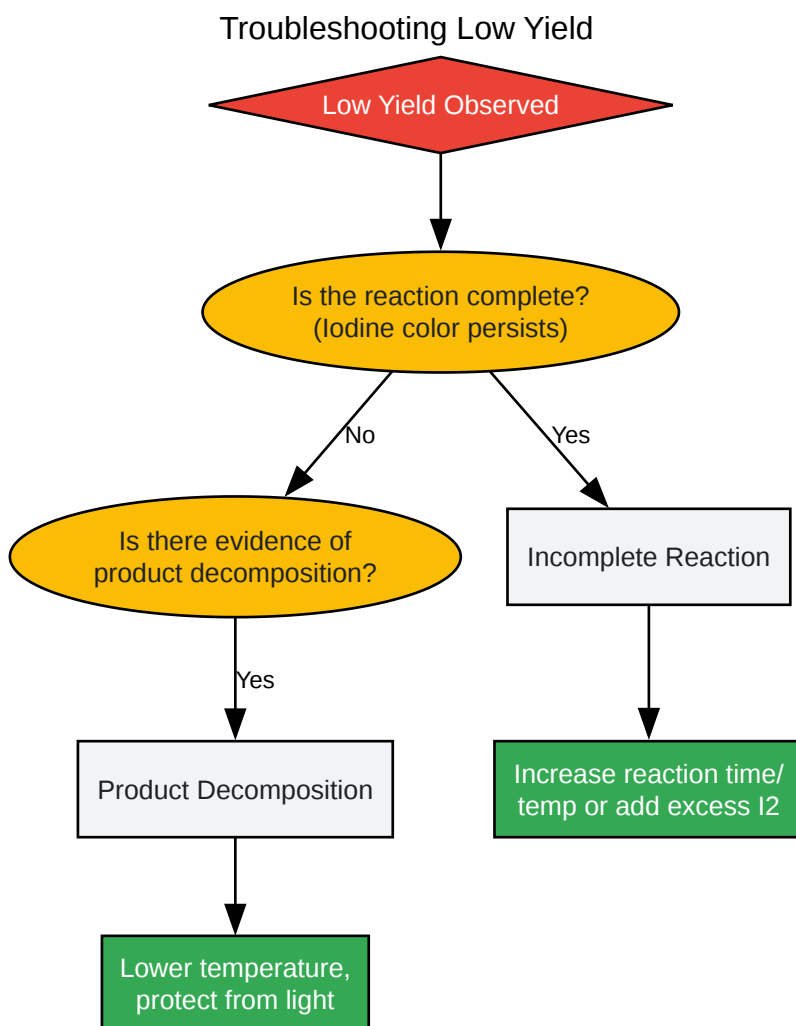 Troubleshooting Low Yield
Low Yield Observed
Is the reaction complete?
(Iodine color persists)
No
Yes
Is there evidence of
product decomposition?
Incomplete Reaction
Yes
Product Decomposition
Increase reaction time/
temp or add excess I2
Lower temperature,
protect from light